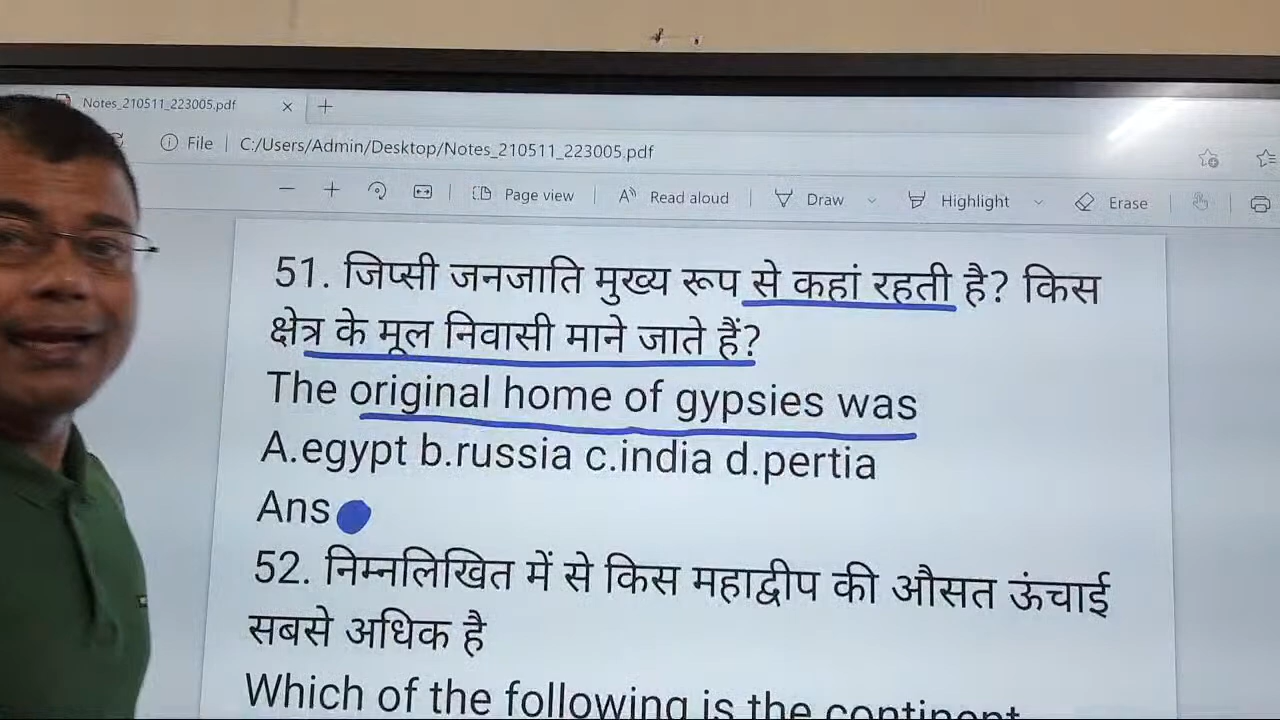 Notes_210511_223005.pdf
File C:/Users/Admin/Desktop/Notes_210511_223005.pdf
Page view Read aloud Draw Highlight Erase
51. जिप्सी जनजाति मुख्य रूप से कहां रहती है? किस
क्षेत्र के मूल निवासी माने जाते हैं?
The original home of gypsies was
A.egypt b.russia c.india d.pertia
Ans
52. निम्नलिखित में से किस महाद्वीप की औसत ऊंचाई
सबसे अधिक है
Which of the following is the continent